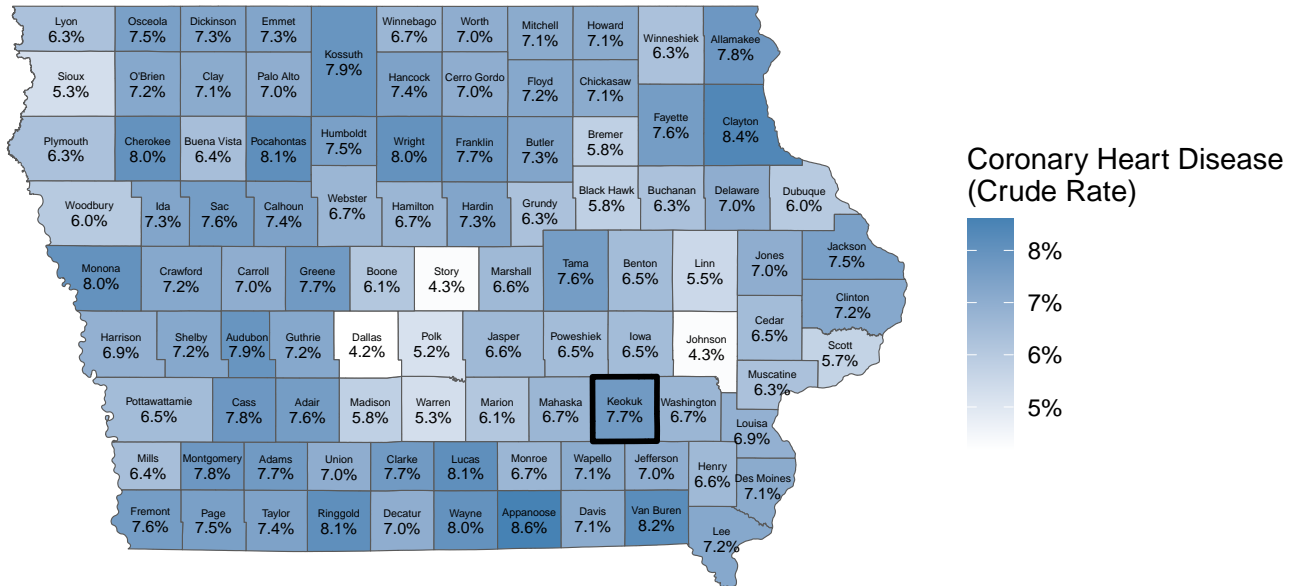 Lyon
6.3%
Osceola
7.5%
Dickinson
7.3%
Emmet
7.3%
Kossuth
7.9%
Winnebago
6.7%
Worth
7.0%
Mitchell
7.1%
Howard
7.1%
Winneshiek
6.3%
Allamakee
7.8%
Sioux
5.3%
O'Brien
7.2%
Clay
7.1%
Palo Alto
7.0%
Hancock
7.4%
Cerro Gordo
7.0%
Floyd
7.2%
Chickasaw
7.1%
Fayette
7.6%
Clayton
8.4%
Plymouth
6.3%
Cherokee
8.0%
Buena Vista
6.4%
Pocahontas
8.1%
Humboldt
7.5%
Wright
8.0%
Franklin
7.7%
Butler
7.3%
Bremer
5.8%
Woodbury
6.0%
Ida
7.3%
Sac
7.6%
Calhoun
7.4%
Webster
6.7%
Hamilton
6.7%
Hardin
7.3%
Grundy
6.3%
Black Hawk
5.8%
Buchanan
6.3%
Delaware
7.0%
Dubuque
6.0%
Monona
8.0%
Crawford
7.2%
Carroll
7.0%
Greene
7.7%
Boone
6.1%
Story
4.3%
Marshall
6.6%
Tama
7.6%
Benton
6.5%
Linn
5.5%
Jones
7.0%
Jackson
7.5%
Clinton
7.2%
Harrison
6.9%
Shelby
7.2%
Audubon
7.9%
Guthrie
7.2%
Dallas
4.2%
Polk
5.2%
Jasper
6.6%
Poweshiek
6.5%
Iowa
6.5%
Johnson
4.3%
Cedar
6.5%
Scott
5.7%
Muscatine
6.3%
Pottawattamie
6.5%
Cass
7.8%
Adair
7.6%
Madison
5.8%
Warren
5.3%
Marion
6.1%
Mahaska
6.7%
Keokuk
7.7%
Washington
6.7%
Louisa
6.9%
Mills
6.4%
Montgomery
7.8%
Adams
7.7%
Union
7.0%
Clarke
7.7%
Lucas
8.1%
Monroe
6.7%
Wapello
7.1%
Jefferson
7.0%
Henry
6.6%
Des Moines
7.1%
Fremont
7.6%
Page
7.5%
Taylor
7.4%
Ringgold
8.1%
Decatur
7.0%
Wayne
8.0%
Appanoose
8.6%
Davis
7.1%
Van Buren
8.2%
Lee
7.2%
Coronary Heart Disease
(Crude Rate)
8%
7%
6%
5%